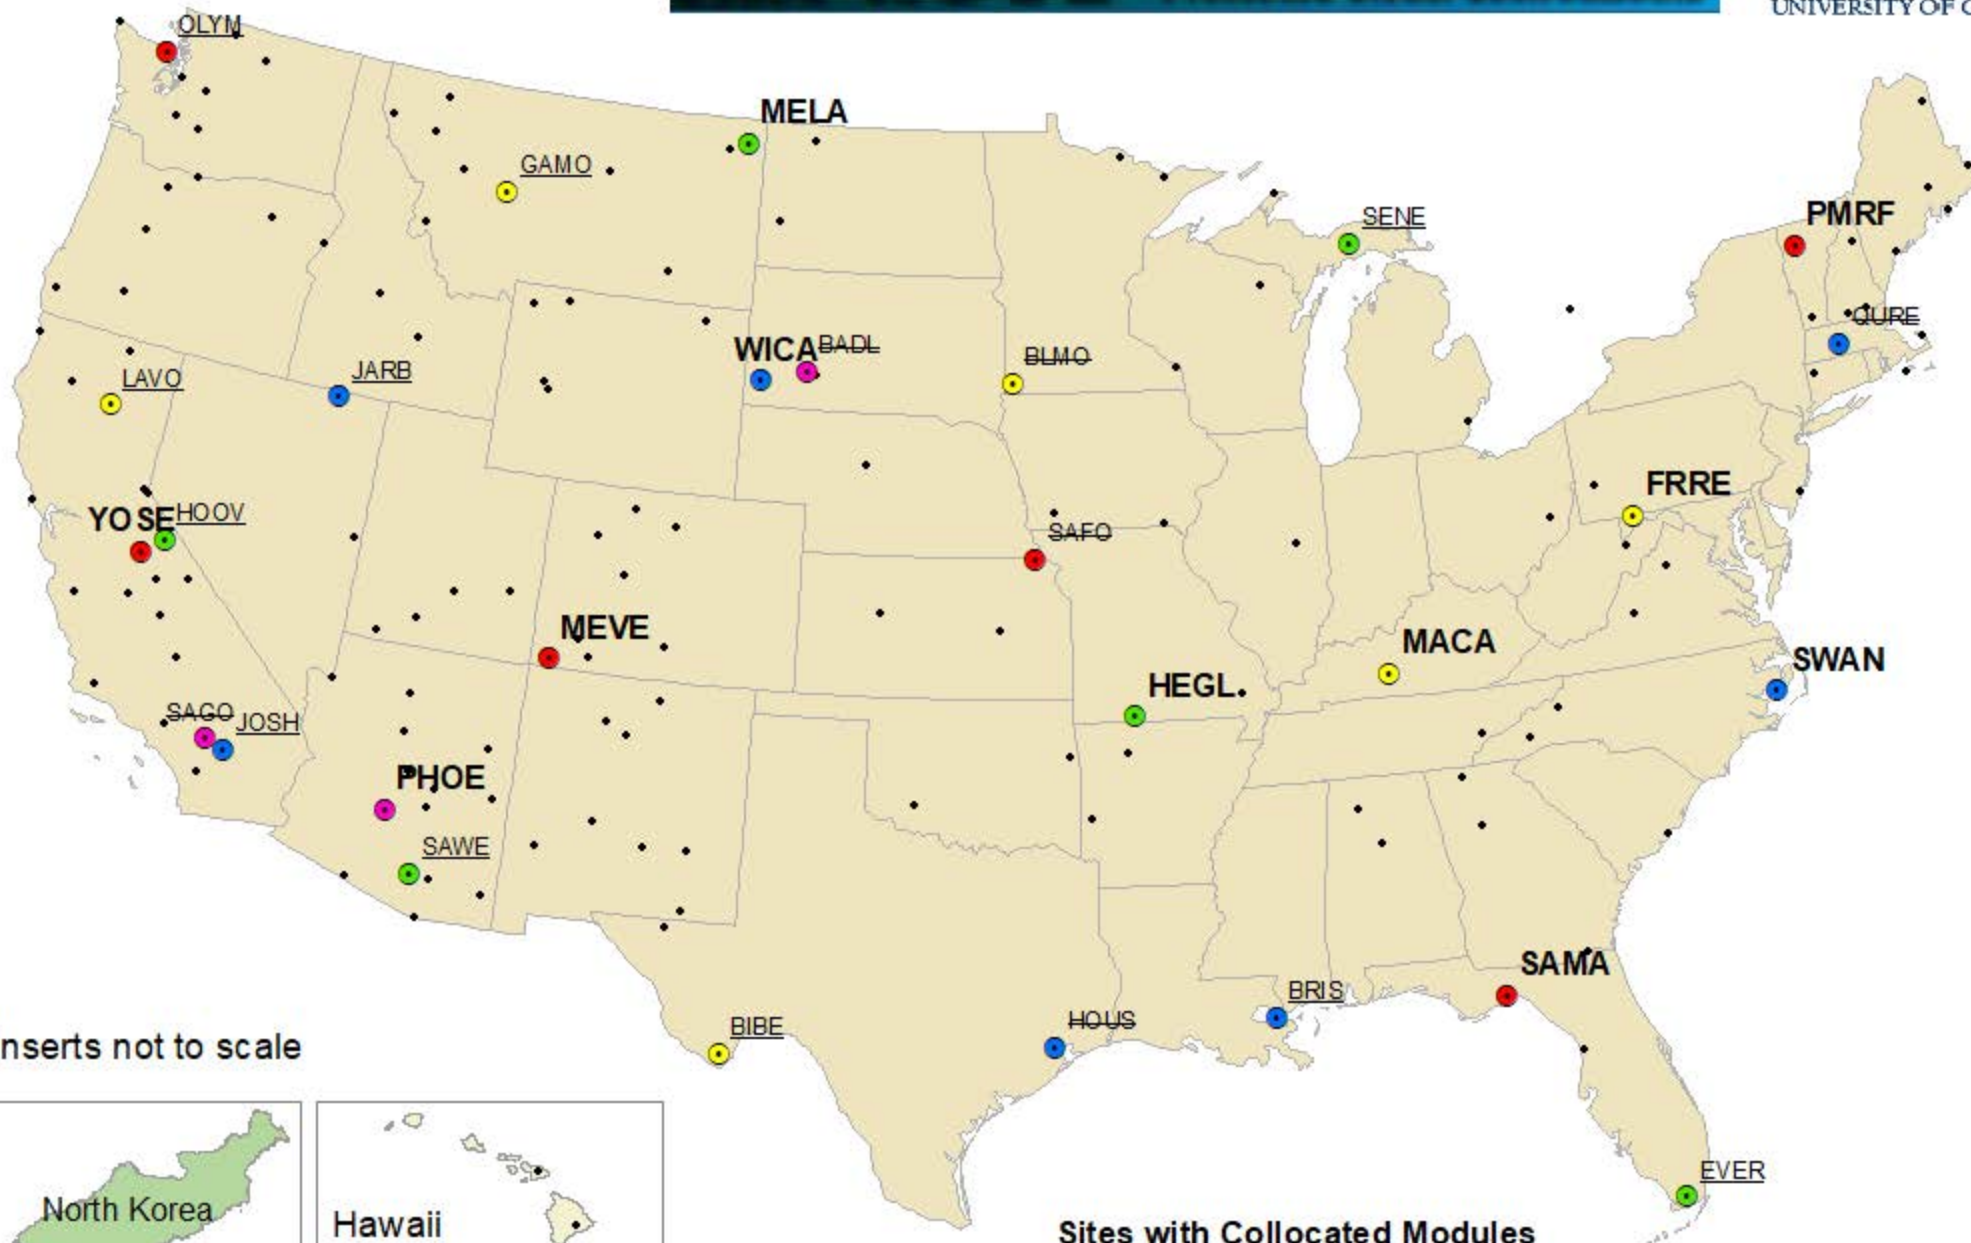 UNIVERSITY OF
OLYM
MELA
GAMO
SENE
PMRF
QURE
WICA
BADL
BLMO
LAVO
JARB
FRRE
YOSE
HOOV
SAFO
MEVE
MACA
SWAN
HEGL
SAGO
JOSH
PHOE
SAWE
SAMA
BRIS
HOUS
BIBE
nserts not to scale
EVER
North Korea
Hawaii
Sites with Collocated Modules